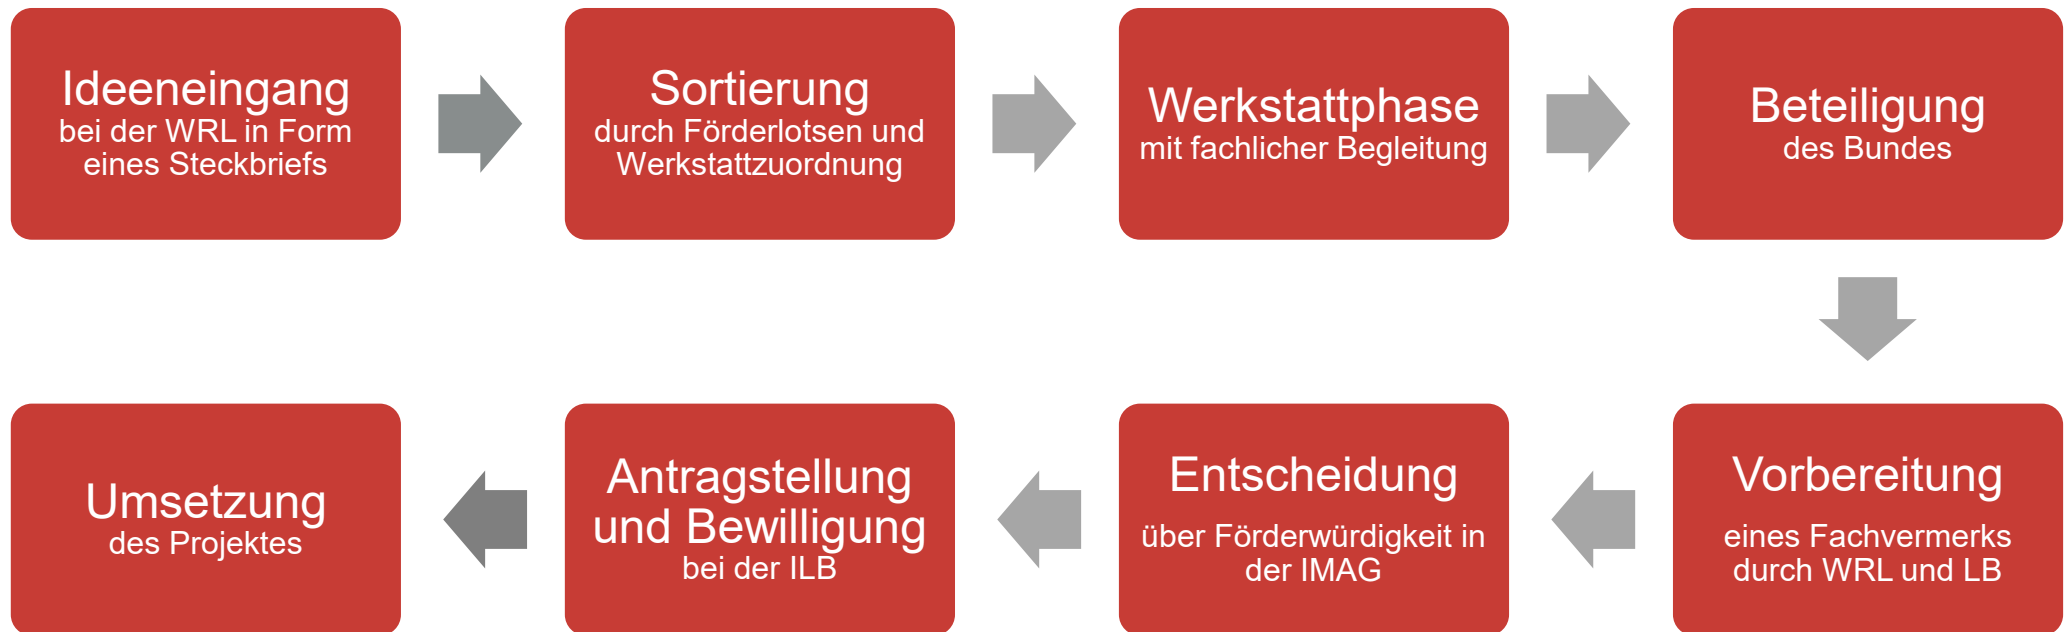 Ideeneingang
bei der WRL in Form
eines Steckbriefs
Sortierung
durch Förderlotsen und
Werkstattzuordnung
Werkstattphase
mit fachlicher Begleitung
Beteiligung
des Bundes
Vorbereitung
eines Fachvermerks
durch WRL und LB
Entscheidung
über Förderwürdigkeit in
der IMAG
Antragstellung
und Bewilligung
bei der ILB
Umsetzung
des Projektes